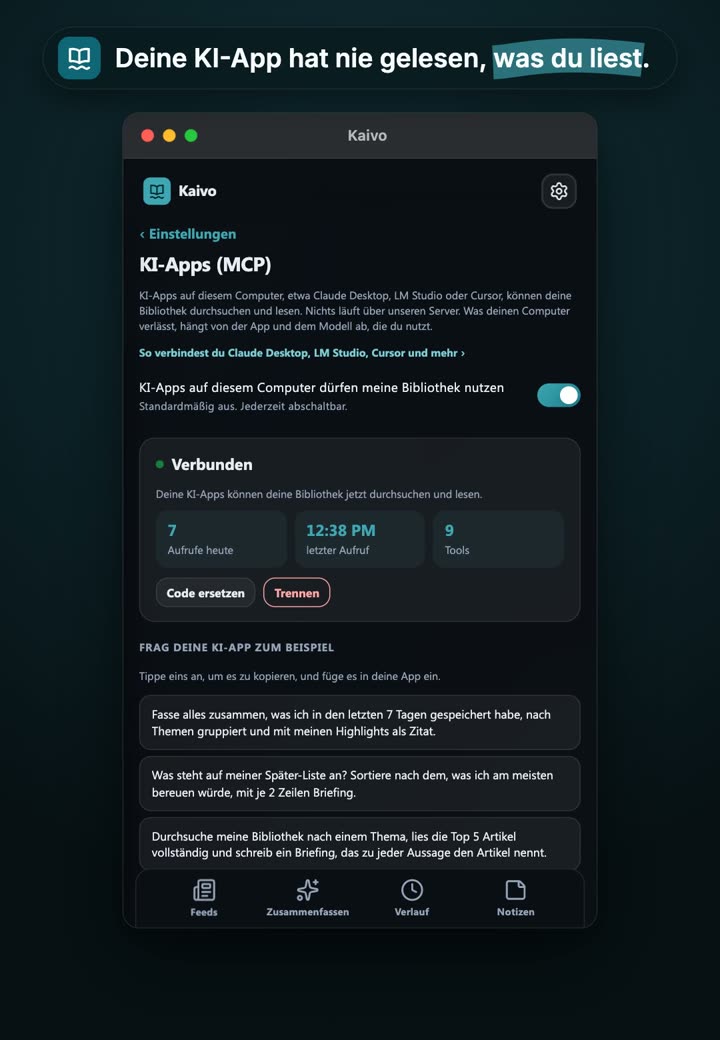 Deine KI-App hat nie gelesen, was du liest.
Kaivo
Kaivo
‹ Einstellungen
KI-Apps (MCP)
KI-Apps auf diesem Computer, etwa Claude Desktop, LM Studio oder Cursor, können deine
Bibliothek durchsuchen und lesen. Nichts läuft über unseren Server. Was deinen Computer
verlässt, hängt von der App und dem Modell ab, die du nutzt.
So verbindest du Claude Desktop, LM Studio, Cursor und mehr ›
KI-Apps auf diesem Computer dürfen meine Bibliothek nutzen
Standardmäßig aus. Jederzeit abschaltbar.
Verbunden
Deine KI-Apps können deine Bibliothek jetzt durchsuchen und lesen.
7
Aufrufe heute
12:38 PM
letzter Aufruf
9
Tools
Code ersetzen
Trennen
FRAG DEINE KI-APP ZUM BEISPIEL
Tippe eins an, um es zu kopieren, und füge es in deine App ein.
Fasse alles zusammen, was ich in den letzten 7 Tagen gespeichert habe, nach
Themen gruppiert und mit meinen Highlights als Zitat.
Was steht auf meiner Später-Liste an? Sortiere nach dem, was ich am meisten
bereuen würde, mit je 2 Zeilen Briefing.
Durchsuche meine Bibliothek nach einem Thema, lies die Top 5 Artikel
vollständig und schreib ein Briefing, das zu jeder Aussage den Artikel nennt.
Feeds
Zusammenfassen
Verlauf
Notizen